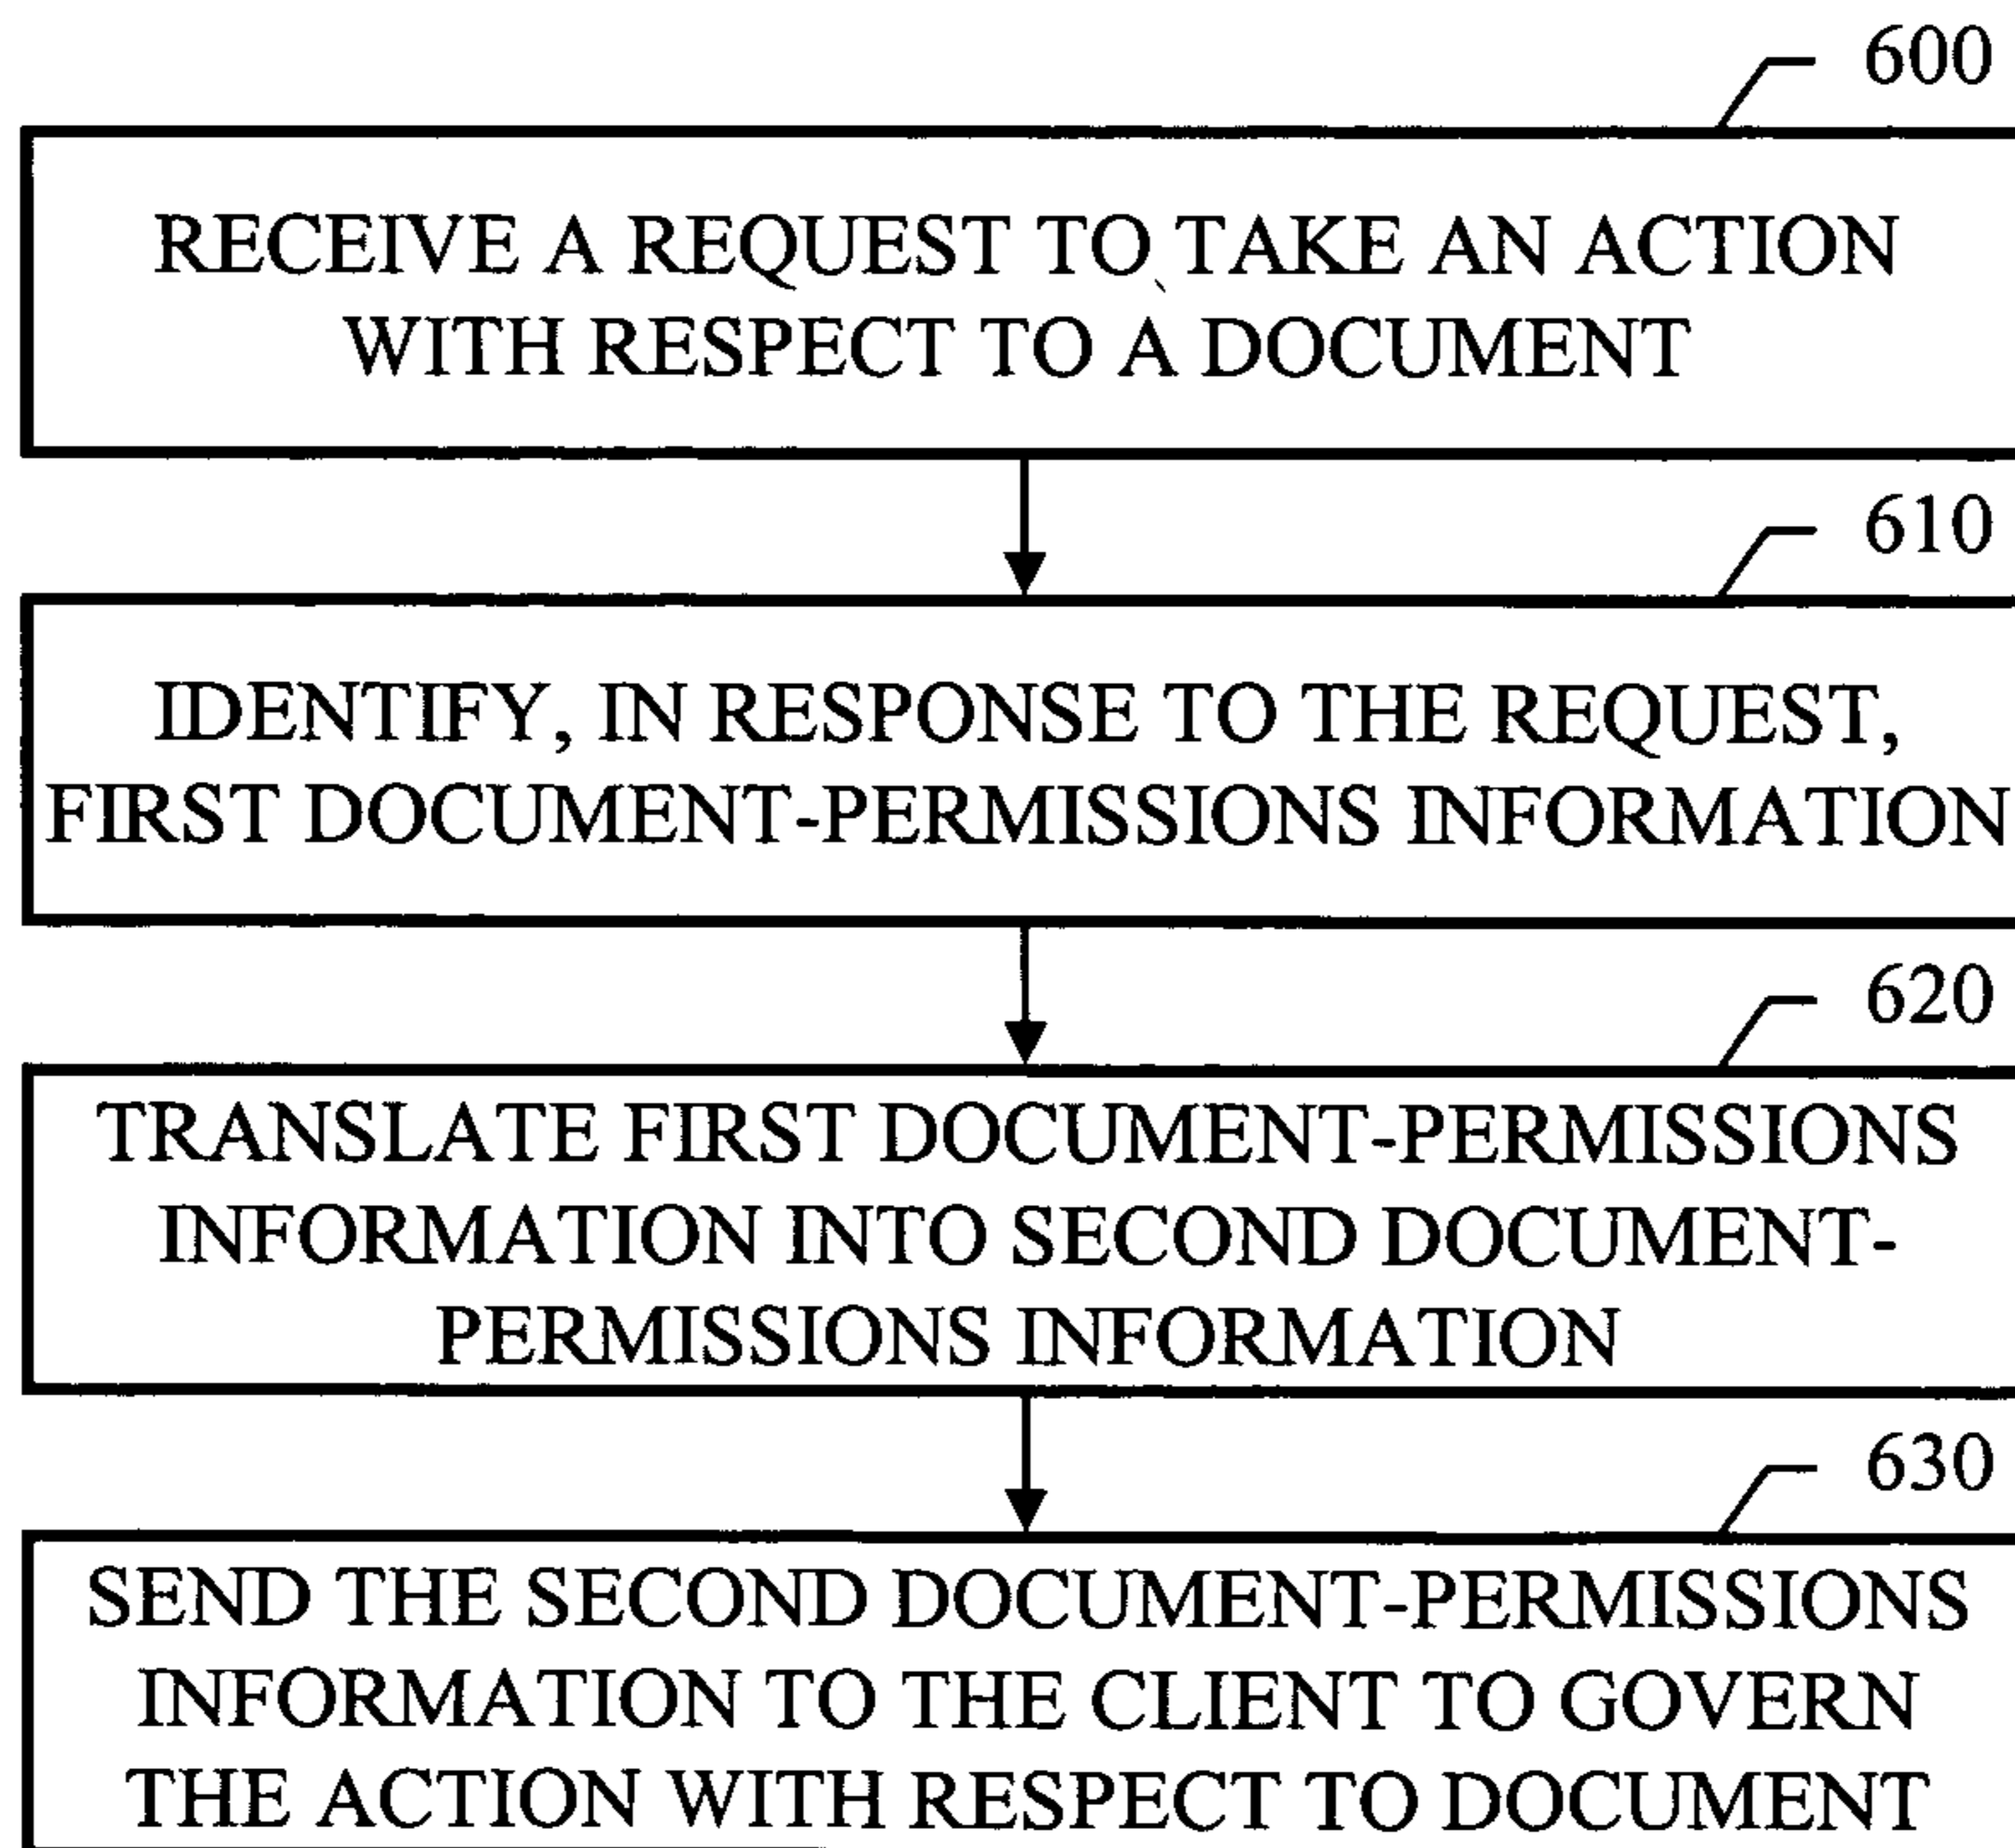 600
RECEIVE A REQUEST TO TAKE AN ACTION
WITH RESPECT TO A DOCUMENT
610
IDENTIFY, IN RESPONSE TO THE REQUEST,
FIRST DOCUMENT-PERMISSIONS INFORMATION
620
TRANSLATE FIRST DOCUMENT-PERMISSIONS
INFORMATION INTO SECOND DOCUMENT-
PERMISSIONS INFORMATION
630
SEND THE SECOND DOCUMENT-PERMISSIONS
INFORMATION TO THE CLIENT TO GOVERN
THE ACTION WITH RESPECT TO DOCUMENT